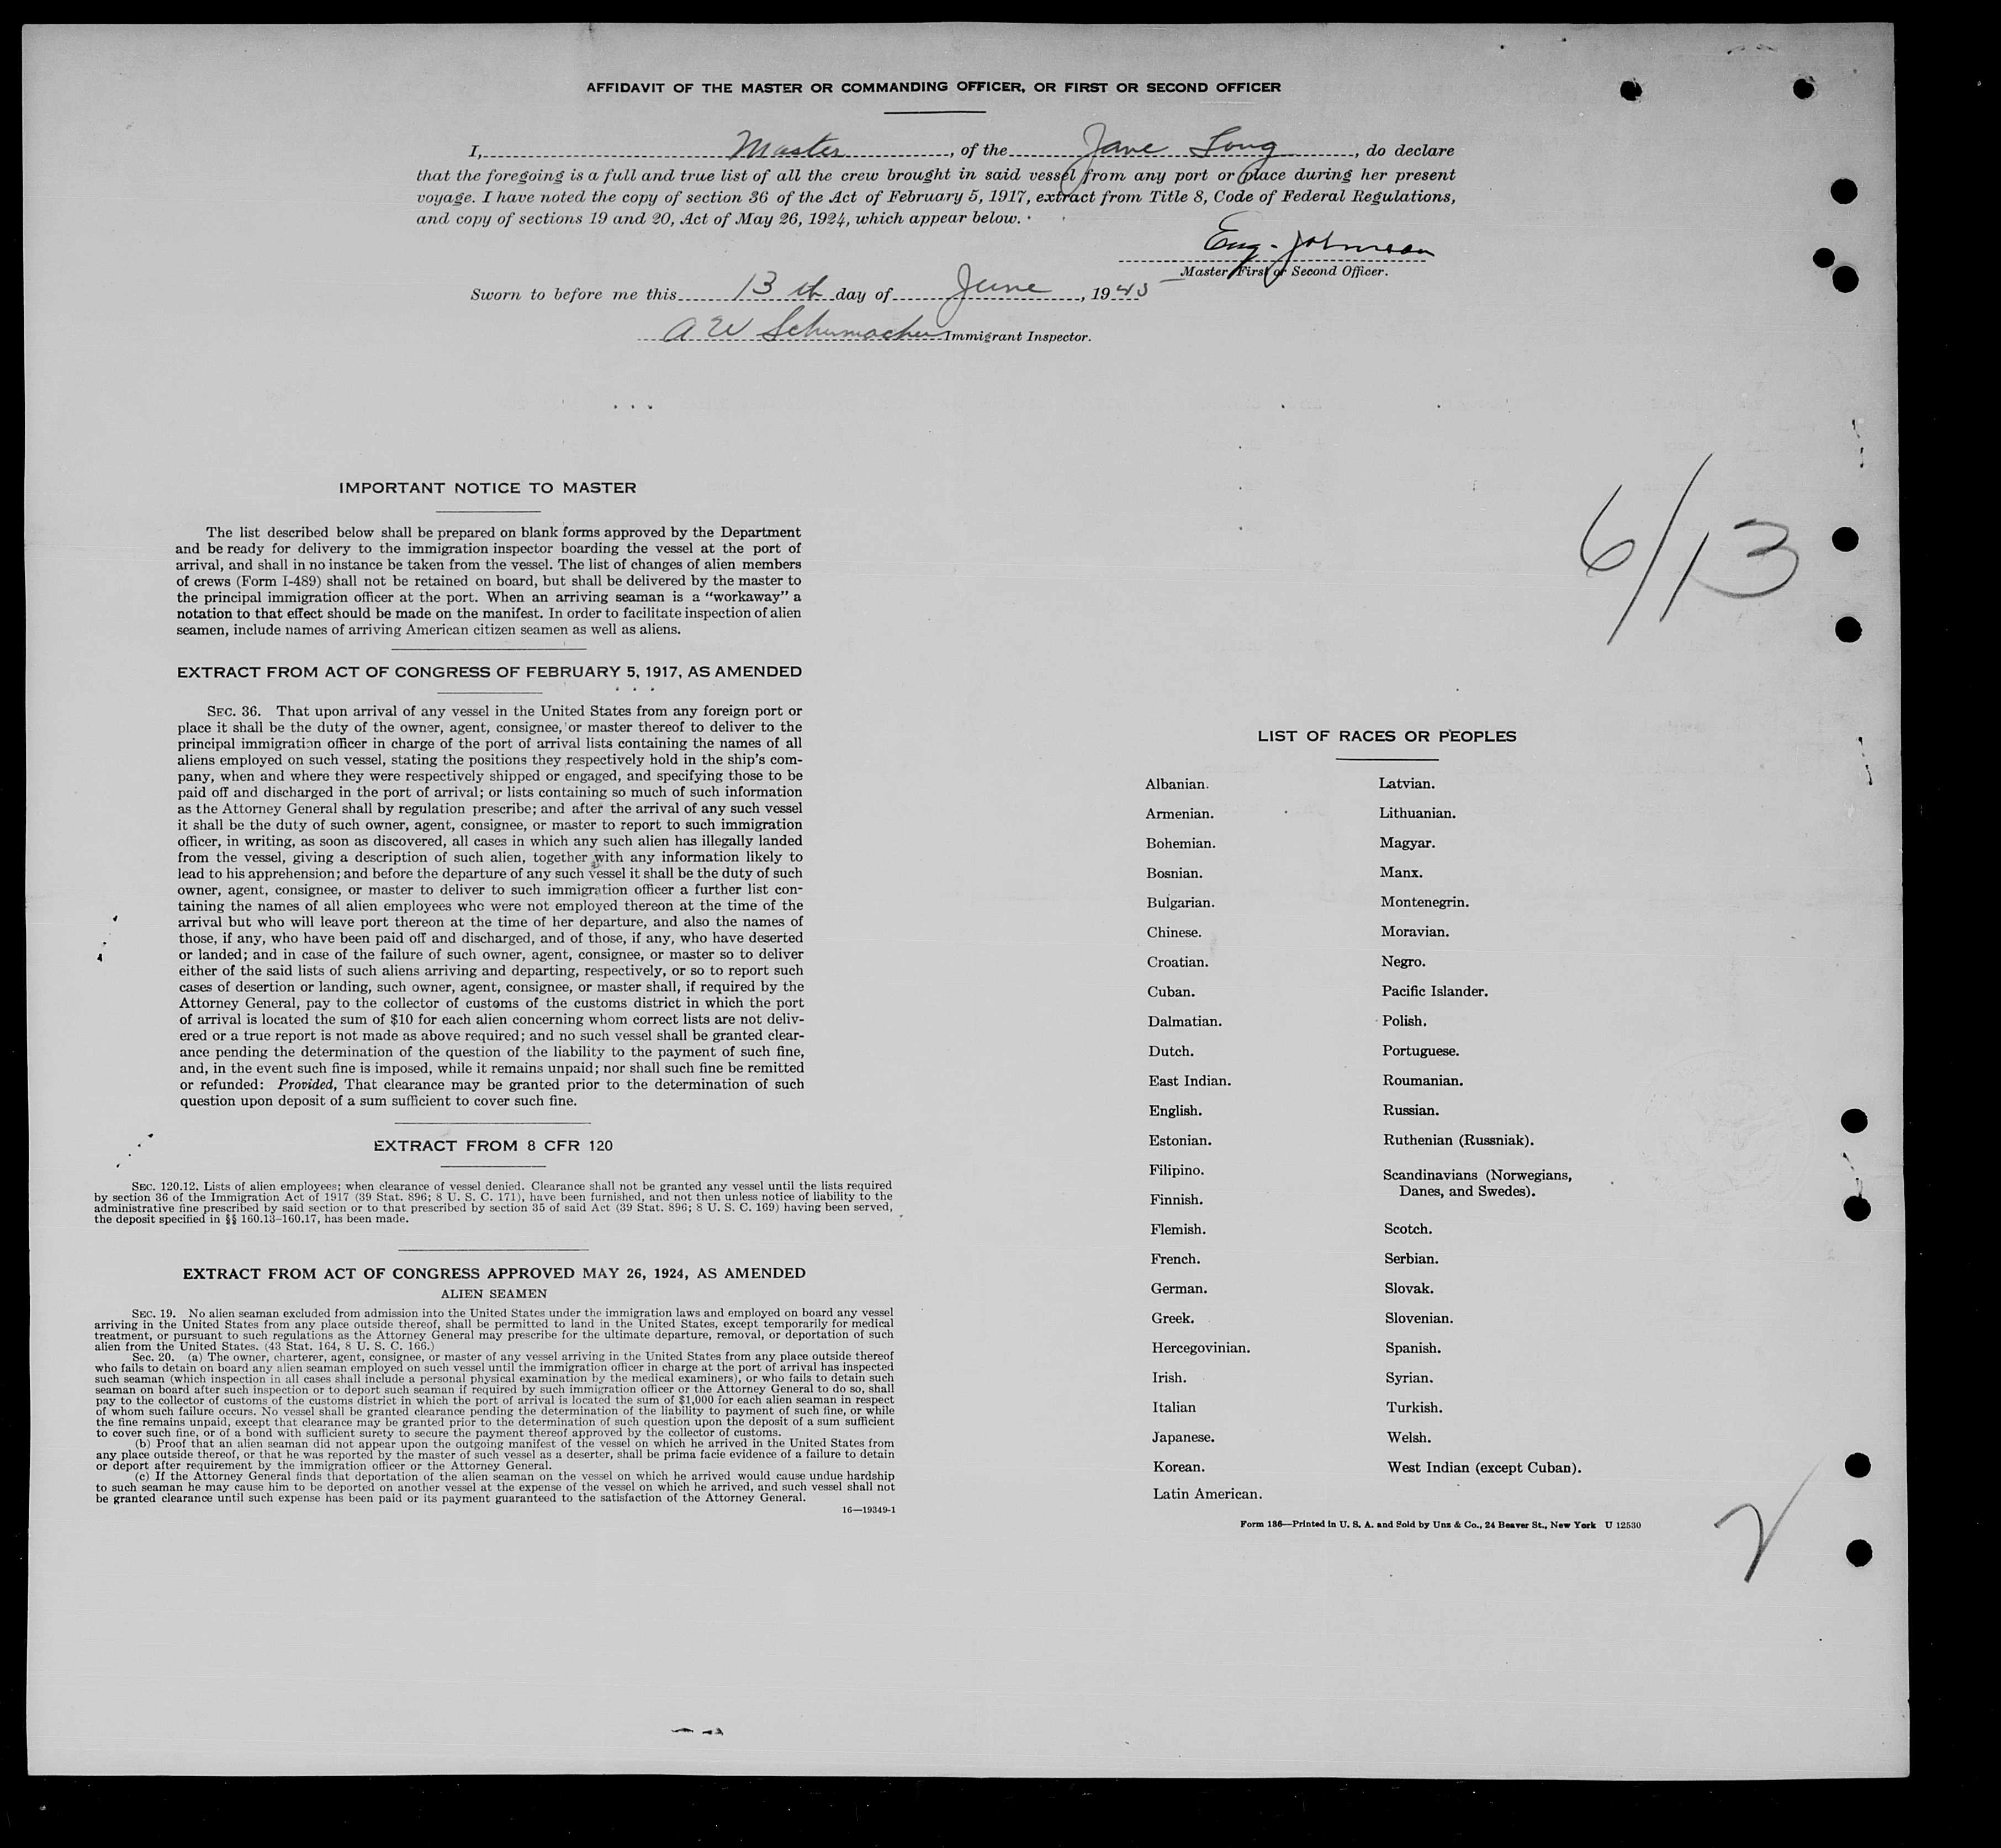 AFFIDAVIT OF THE MASTER OR COMMANDING OFFICER, OR FIRST OR SECOND OFFICER
I, Master, of the Jane Long, do declare
that the foregoing is a full and true list of all the crew brought in said vessel from any port or place during her present
voyage. I have noted the copy of section 36 of the Act of February 5, 1917, extract from Title 8, Code of Federal Regulations,
and copy of sections 19 and 20, Act of May 26, 1924, which appear below.
Eug. Johnson
Master First or Second Officer.
Sworn to before me this 13 th day of June, 1945
A W Schumacher Immigrant Inspector.
6/13
IMPORTANT NOTICE TO MASTER
The list described below shall be prepared on blank forms approved by the Department
and be ready for delivery to the immigration inspector boarding the vessel at the port of
arrival, and shall in no instance be taken from the vessel. The list of changes of alien members
of crews (Form I-489) shall not be retained on board, but shall be delivered by the master to
the principal immigration officer at the port. When an arriving seaman is a "workaway" a
notation to that effect should be made on the manifest. In order to facilitate inspection of alien
seamen, include names of arriving American citizen seamen as well as aliens.
EXTRACT FROM ACT OF CONGRESS OF FEBRUARY 5, 1917, AS AMENDED
SEC. 36. That upon arrival of any vessel in the United States from any foreign port or
place it shall be the duty of the owner, agent, consignee, or master thereof to deliver to the
principal immigration officer in charge of the port of arrival lists containing the names of all
aliens employed on such vessel, stating the positions they respectively hold in the ship's com-
pany, when and where they were respectively shipped or engaged, and specifying those to be
paid off and discharged in the port of arrival; or lists containing so much of such information
as the Attorney General shall by regulation prescribe; and after the arrival of any such vessel
it shall be the duty of such owner, agent, consignee, or master to report to such immigration
officer, in writing, as soon as discovered, all cases in which any such alien has illegally landed
from the vessel, giving a description of such alien, together with any information likely to
lead to his apprehension; and before the departure of any such vessel it shall be the duty of such
owner, agent, consignee, or master to deliver to such immigration officer a further list con-
taining the names of all alien employees who were not employed thereon at the time of the
arrival but who will leave port thereon at the time of her departure, and also the names of
those, if any, who have been paid off and discharged, and of those, if any, who have deserted
or landed; and in case of the failure of such owner, agent, consignee, or master so to deliver
either of the said lists of such aliens arriving and departing, respectively, or so to report such
cases of desertion or landing, such owner, agent, consignee, or master shall, if required by the
Attorney General, pay to the collector of customs of the customs district in which the port
of arrival is located the sum of $10 for each alien concerning whom correct lists are not deliv-
ered or a true report is not made as above required; and no such vessel shall be granted clear-
ance pending the determination of the question of the liability to the payment of such fine,
and, in the event such fine is imposed, while it remains unpaid; nor shall such fine be remitted
or refunded: Provided, That clearance may be granted prior to the determination of such
question upon deposit of a sum sufficient to cover such fine.
EXTRACT FROM 8 CFR 120
SEC. 120.12. Lists of alien employees; when clearance of vessel denied. Clearance shall not be granted any vessel until the lists required
by section 36 of the Immigration Act of 1917 (39 Stat. 896; 8 U. S. C. 171), have been furnished, and not then unless notice of liability to the
administrative fine prescribed by said section or to that prescribed by section 35 of said Act (39 Stat. 896; 8 U. S. C. 169) having been served,
the deposit specified in §§ 160.13-160.17, has been made.
EXTRACT FROM ACT OF CONGRESS APPROVED MAY 26, 1924, AS AMENDED
ALIEN SEAMEN
SEC. 19. No alien seaman excluded from admission into the United States under the immigration laws and employed on board any vessel
arriving in the United States from any place outside thereof, shall be permitted to land in the United States, except temporarily for medical
treatment, or pursuant to such regulations as the Attorney General may prescribe for the ultimate departure, removal, or deportation of such
alien from the United States. (43 Stat. 164, 8 U. S. C. 166.)
Sec. 20. (a) The owner, charterer, agent, consignee, or master of any vessel arriving in the United States from any place outside thereof
who fails to detain on board any alien seaman employed on such vessel until the immigration officer in charge at the port of arrival has inspected
such seaman (which inspection in all cases shall include a personal physical examination by the medical examiners), or who fails to detain such
seaman on board after such inspection or to deport such seaman if required by such immigration officer or the Attorney General to do so, shall
pay to the collector of customs of the customs district in which the port of arrival is located the sum of $1,000 for each alien seaman in respect
of whom such failure occurs. No vessel shall be granted clearance pending the determination of the liability to payment of such fine, or while
the fine remains unpaid, except that clearance may be granted prior to the determination of such question upon the deposit of a sum sufficient
to cover such fine, or of a bond with sufficient surety to secure the payment thereof approved by the collector of customs.
(b) Proof that an alien seaman did not appear upon the outgoing manifest of the vessel on which he arrived in the United States from
any place outside thereof, or that he was reported by the master of such vessel as a deserter, shall be prima facie evidence of a failure to detain
or deport after requirement by the immigration officer or the Attorney General.
(c) If the Attorney General finds that deportation of the alien seaman on the vessel on which he arrived would cause undue hardship
to such seaman he may cause him to be deported on another vessel at the expense of the vessel on which he arrived, and such vessel shall not
be granted clearance until such expense has been paid or its payment guaranteed to the satisfaction of the Attorney General.
16—19349-1
LIST OF RACES OR PEOPLES
Albanian.
Armenian.
Bohemian.
Bosnian.
Bulgarian.
Chinese.
Croatian.
Cuban.
Dalmatian.
Dutch.
East Indian.
English.
Estonian.
Filipino.
Finnish.
Flemish.
French.
German.
Greek.
Hercegovinian.
Irish.
Italian
Japanese.
Korean.
Latin American.
Latvian.
Lithuanian.
Magyar.
Manx.
Montenegrin.
Moravian.
Negro.
Pacific Islander.
Polish.
Portuguese.
Roumanian.
Russian.
Ruthenian (Russniak).
Scandinavians (Norwegians,
Danes, and Swedes).
Scotch.
Serbian.
Slovak.
Slovenian.
Spanish.
Syrian.
Turkish.
Welsh.
West Indian (except Cuban).
Form 186—Printed in U. S. A. and Sold by Unz & Co., 24 Beaver St., New York U 12530